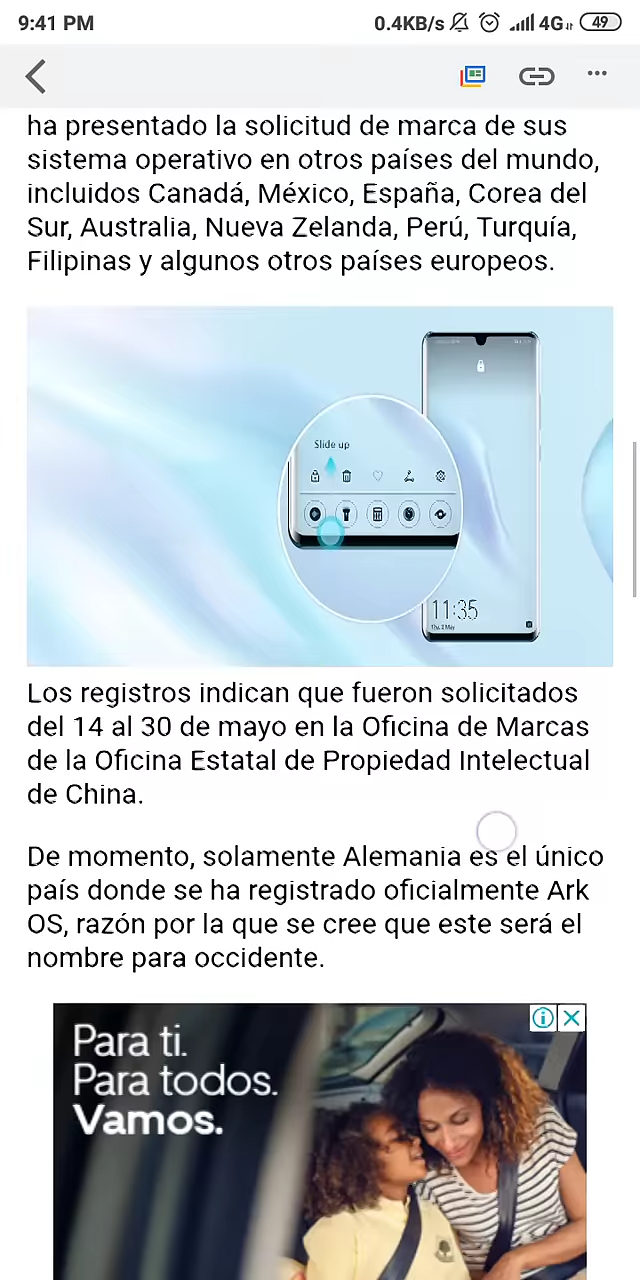 9:41 PM
0.4KB/s 4G 49
ha presentado la solicitud de marca de sus
sistema operativo en otros países del mundo,
incluidos Canadá, México, España, Corea del
Sur, Australia, Nueva Zelanda, Perú, Turquía,
Filipinas y algunos otros países europeos.
Slide up
11:35
Thu, 2 May
Los registros indican que fueron solicitados
del 14 al 30 de mayo en la Oficina de Marcas
de la Oficina Estatal de Propiedad Intelectual
de China.
De momento, solamente Alemania es el único
país donde se ha registrado oficialmente Ark
OS, razón por la que se cree que este será el
nombre para occidente.
Para ti.
Para todos.
Vamos.